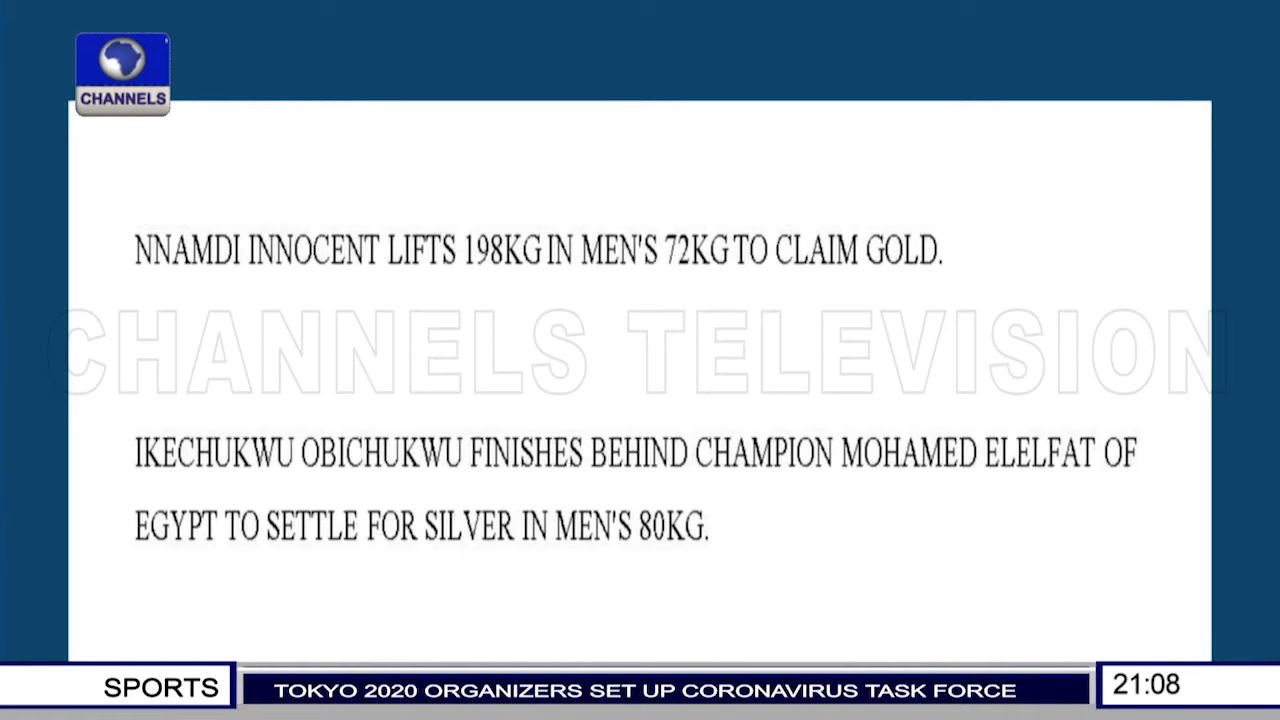 CHANNELS
NNAMDI INNOCENT LIFTS 198KG IN MEN'S 72KG TO CLAIM GOLD.
CHANNELS TELEVISION
IKECHUKWU OBICHUKWU FINISHES BEHIND CHAMPION MOHAMED ELELFAT OF
EGYPT TO SETTLE FOR SILVER IN MEN'S 80KG.
SPORTS
TOKYO 2020 ORGANIZERS SET UP CORONAVIRUS TASK FORCE
21:08